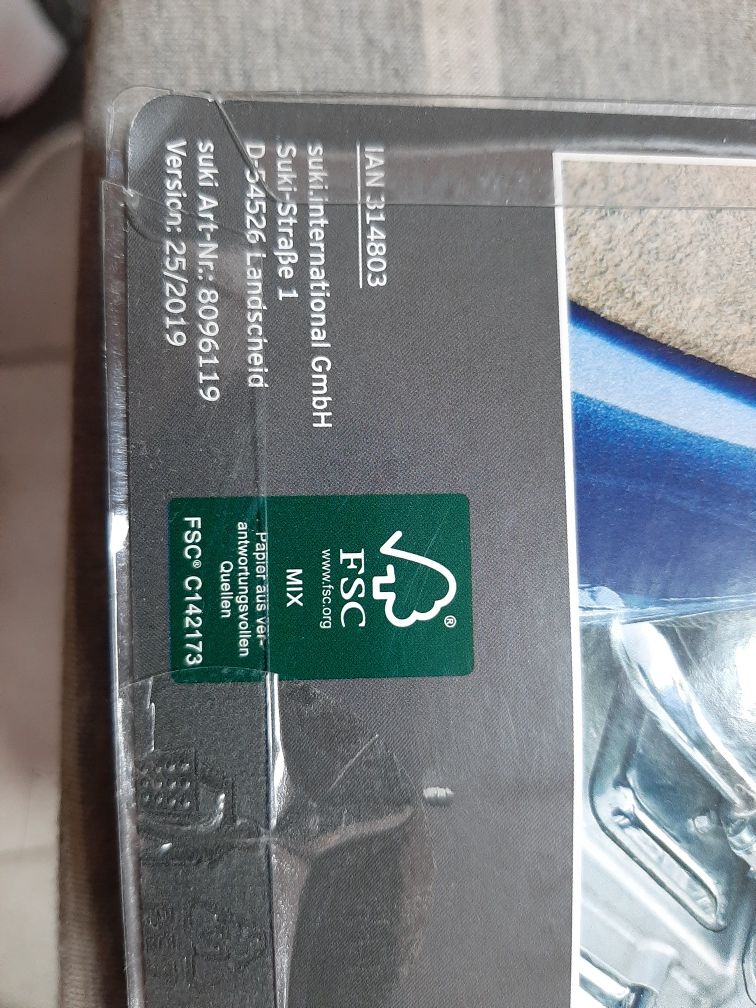 IAN 314803
suki.international GmbH
Suki-Straße 1
D-54526 Landscheid
suki Art-Nr.: 8096119
Version: 25/2019
®
FSC
www.fsc.org
MIX
Papier aus ver-
antwortungsvollen
Quellen
FSC® C142173